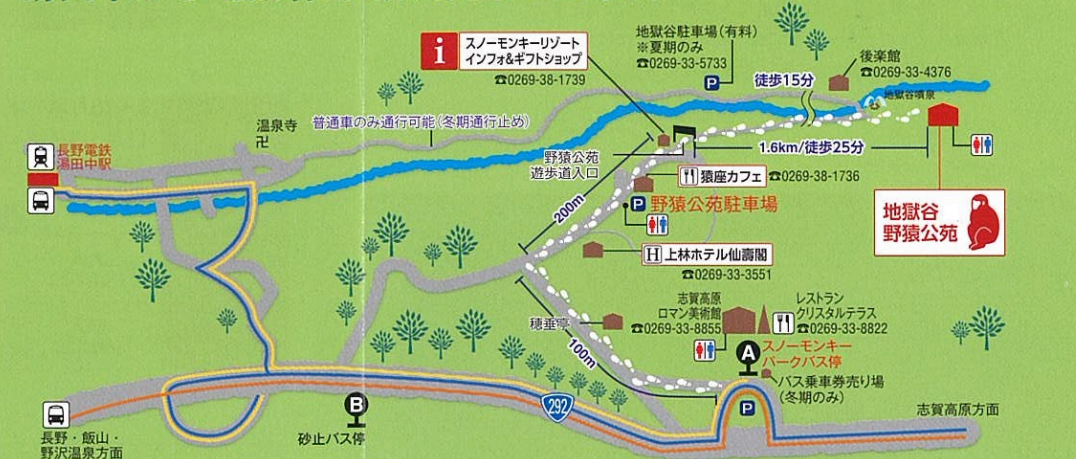 i
スノーモンキーリゾート
インフォ&ギフトショップ
☎0269-38-1739
地獄谷駐車場(有料)
※夏期のみ
☎0269-33-5733
P
徒歩15分
後楽館
☎0269-33-4376
地獄谷噴泉
温泉寺
卍
普通車のみ通行可能(冬期通行止め)
長野電鉄
湯田中駅
野猿公苑
遊歩道入口
1.6km/徒歩25分
猿座カフェ
☎0269-38-1736
200m
P
野猿公苑駐車場
地獄谷
野猿公苑
H
上林ホテル仙壽閣
☎0269-33-3551
志賀高原
ロマン美術館
☎0269-33-8855
レストラン
クリスタルテラス
☎0269-33-8822
穂垂亭
100m
A
スノーモンキー
パークバス停
バス乗車券売り場
(冬期のみ)
P
292
B
砂止バス停
長野・飯山・
野沢温泉方面
志賀高原方面